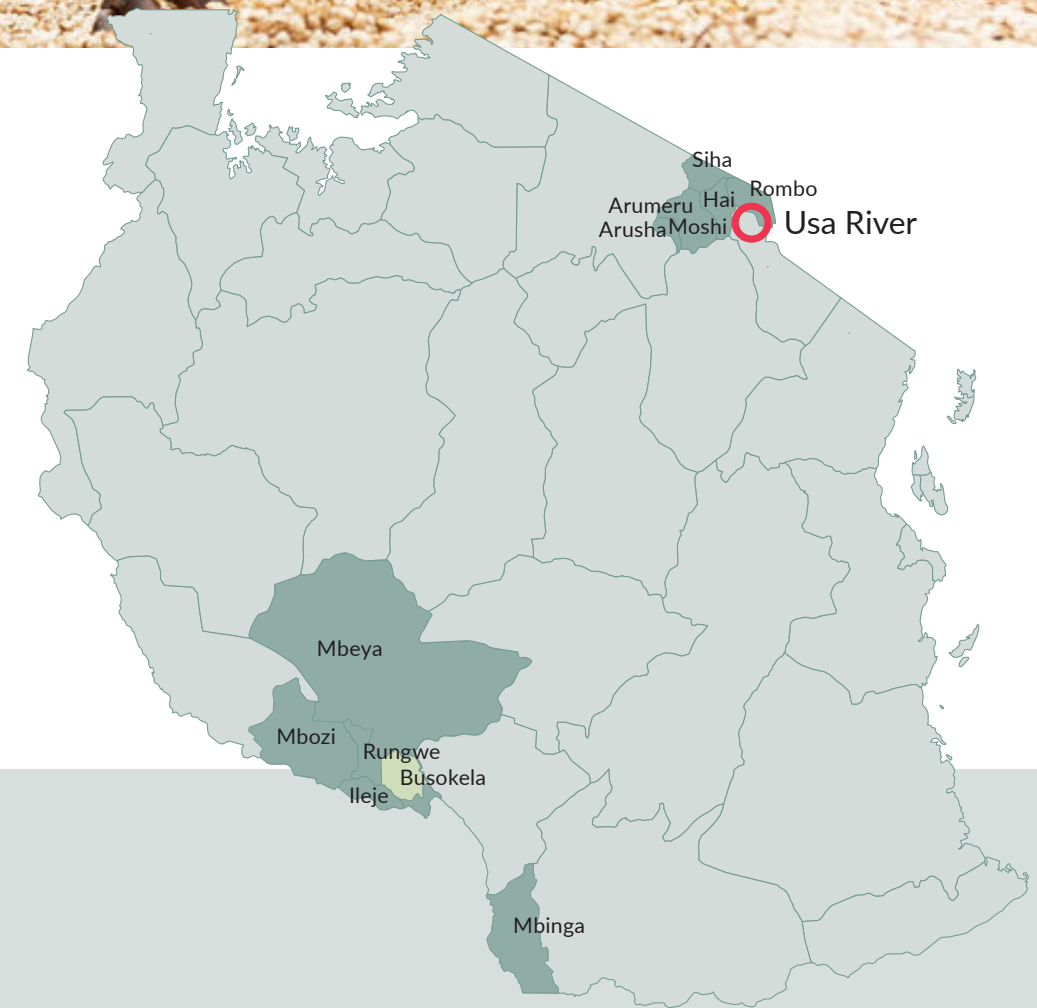 Siha
Rombo
Hai
Arumeru
Usa River
Arusha
Moshi
Mbeya
Mbozi
Rungwe
Busokela
Ileje
Mbinga